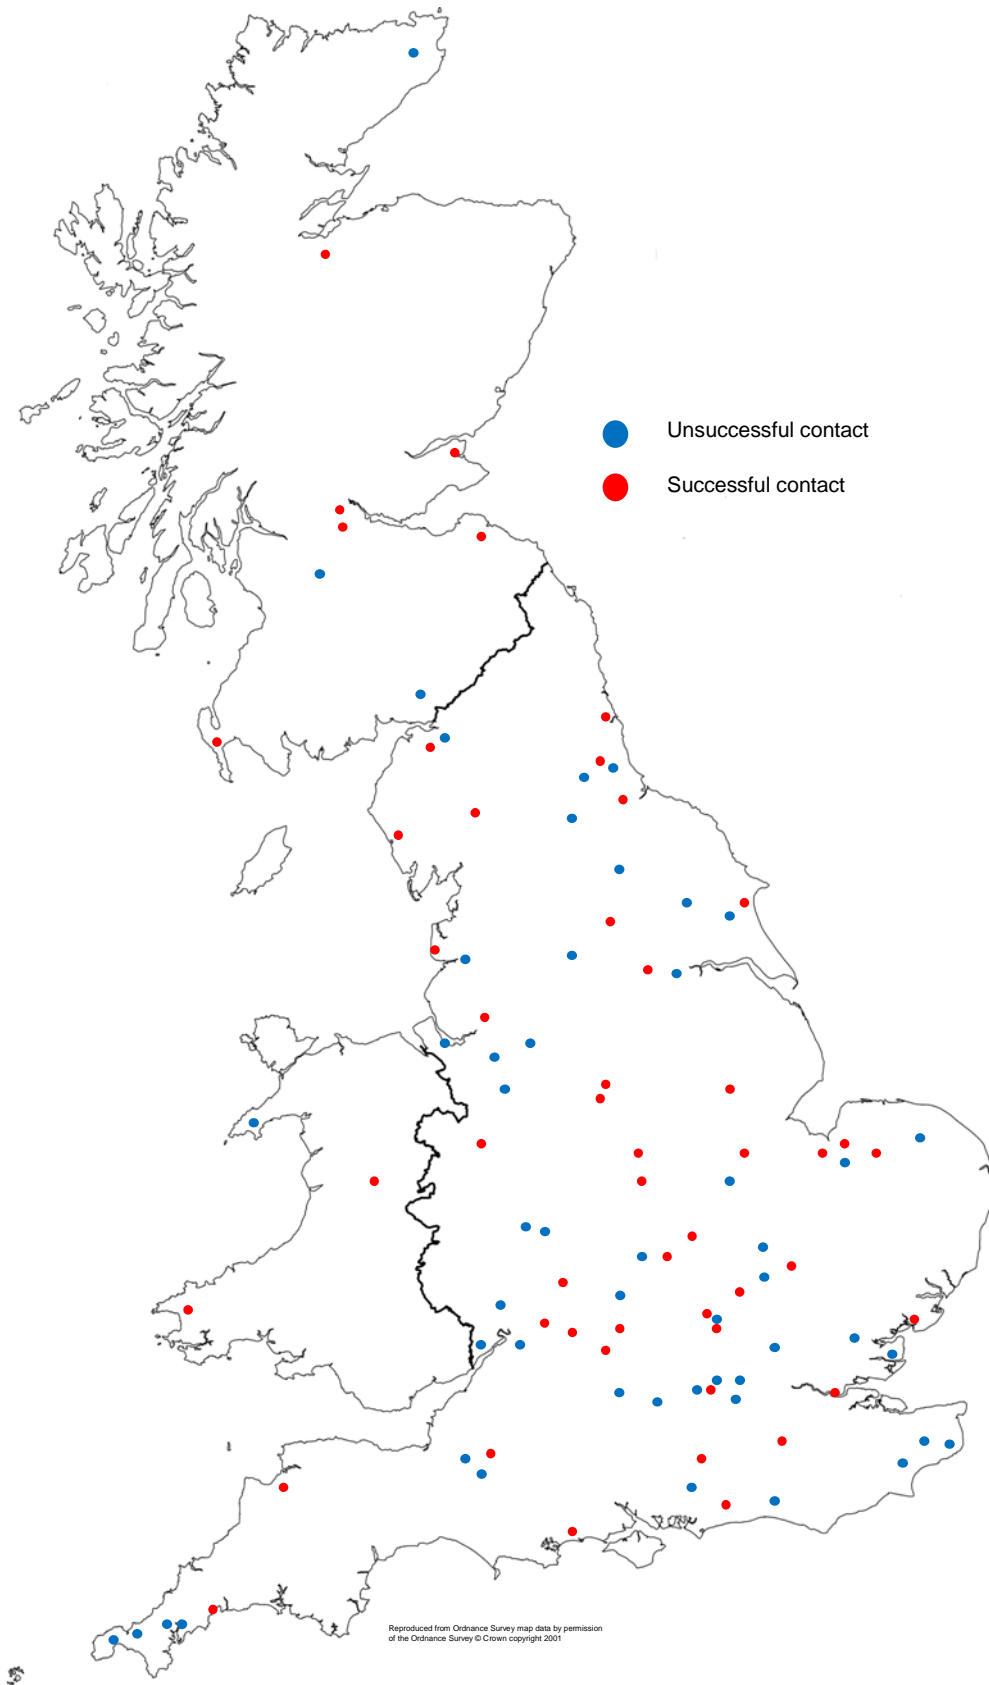 Unsuccessful contact
Successful contact
Reproduced from Ordnance Survey map data by permission
of the Ordnance Survey © Crown copyright 2001